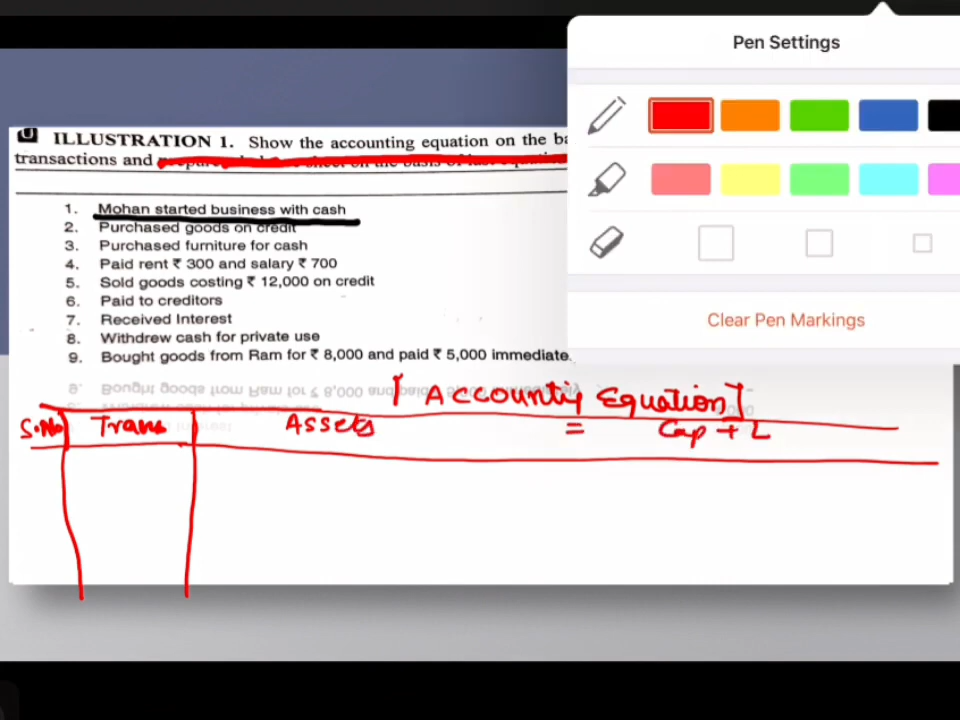 Pen Settings
ILLUSTRATION 1. Show the accounting equation on the ba
transactions and
1. Mohan started business with cash
2. Purchased goods on credit
3. Purchased furniture for cash
4. Paid rent ₹ 300 and salary ₹ 700
5. Sold goods costing ₹ 12,000 on credit
6. Paid to creditors
7. Received Interest
8. Withdrew cash for private use
9. Bought goods from Ram for ₹ 8,000 and paid ₹ 5,000 immediate
Clear Pen Markings
[Accounting Equation]
S.No Trans Assets = Cap + L